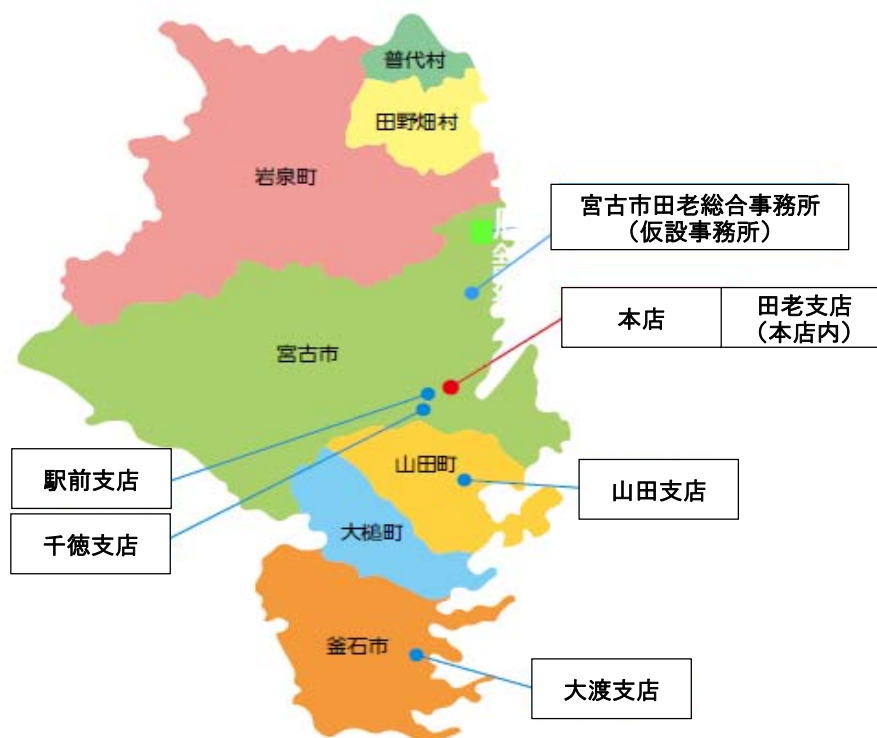 普代村
田野畑村
岩泉町
宮古市田老総合事務所
（仮設事務所）
本店
田老支店
（本店内）
宮古市
駅前支店
山田町
山田支店
千徳支店
大槌町
釜石市
大渡支店